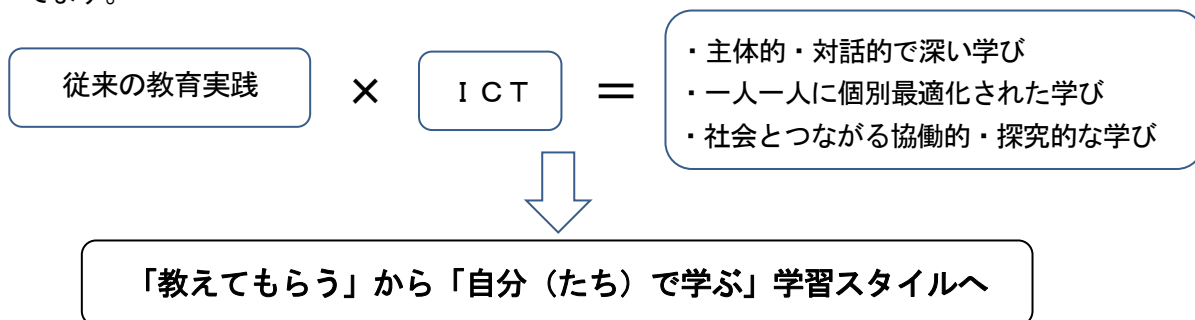 てます。
従来の教育実践 × ＩＣＴ ＝
・主体的・対話的で深い学び
・一人一人に個別最適化された学び
・社会とつながる協働的・探究的な学び
「教えてもらう」から「自分（たち）で学ぶ」学習スタイルへ